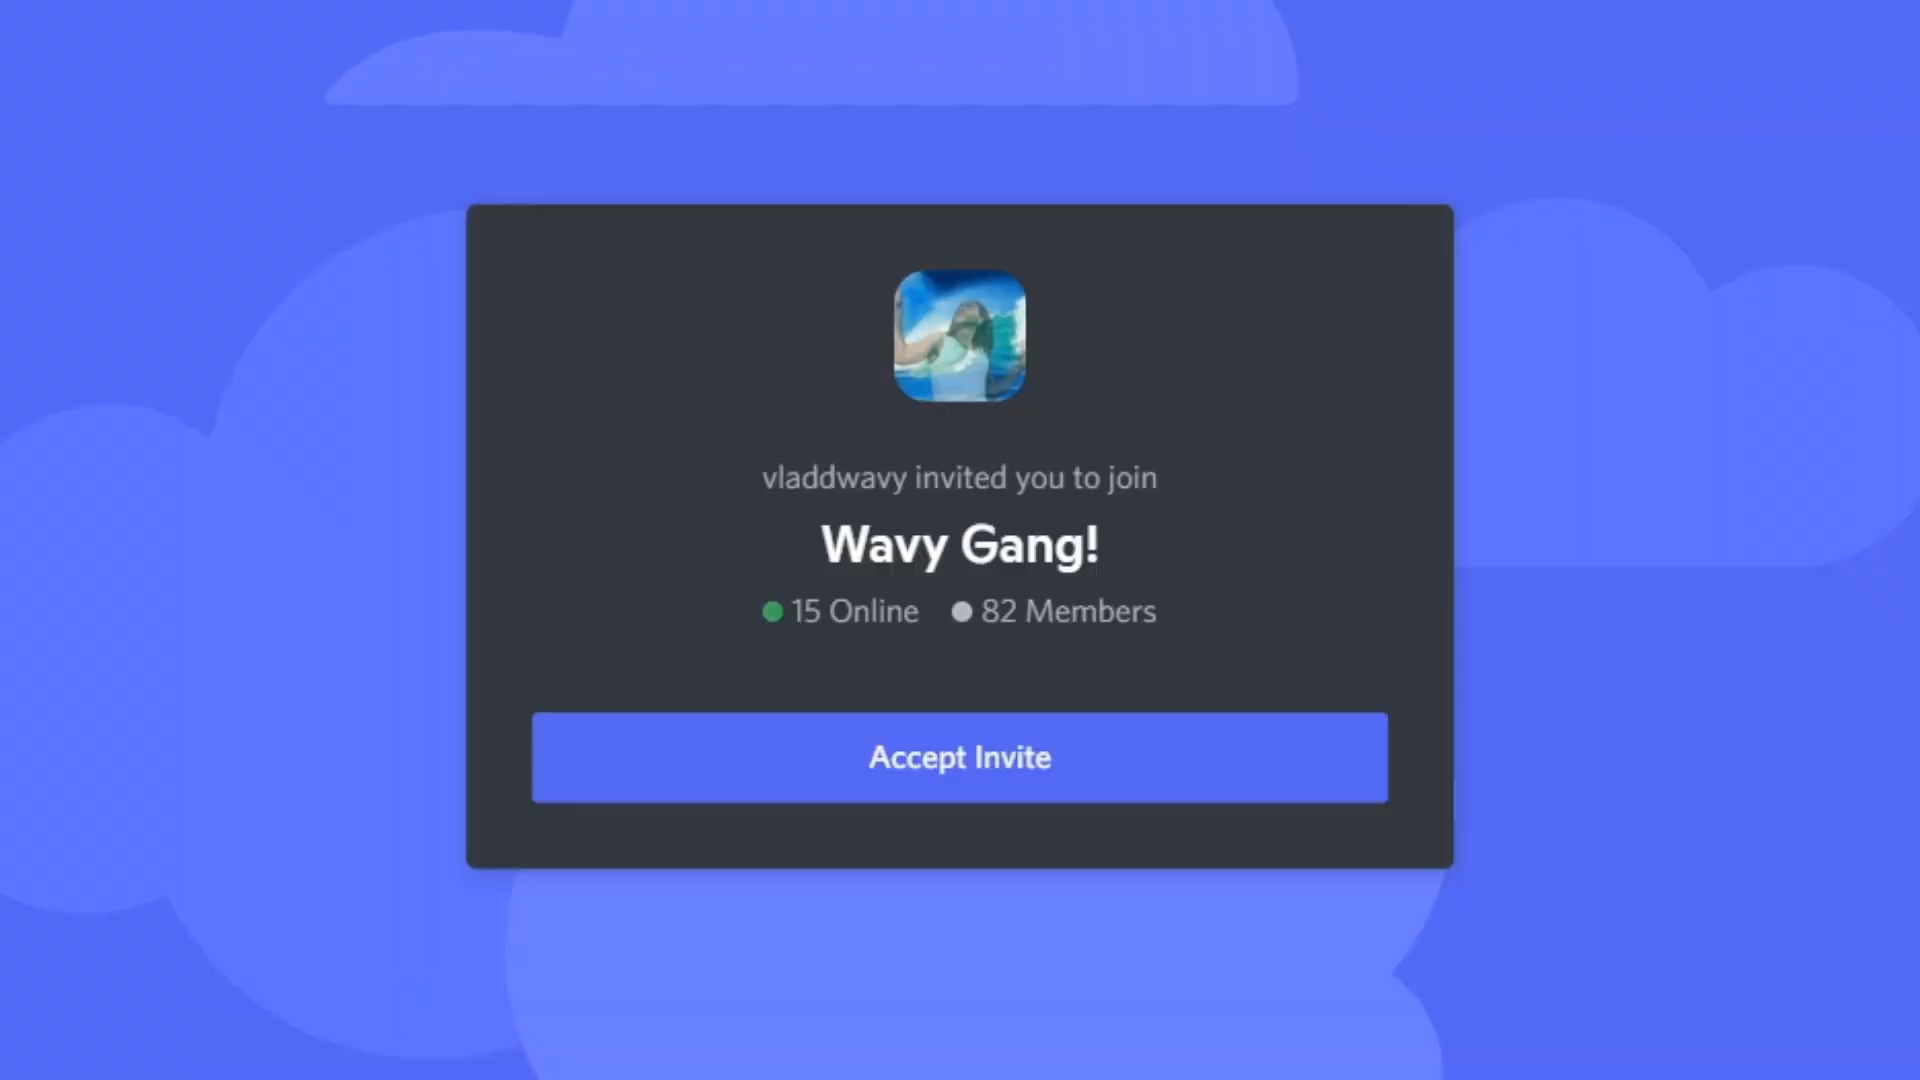 vladdwavy invited you to join
Wavy Gang!
15 Online 82 Members
Accept Invite